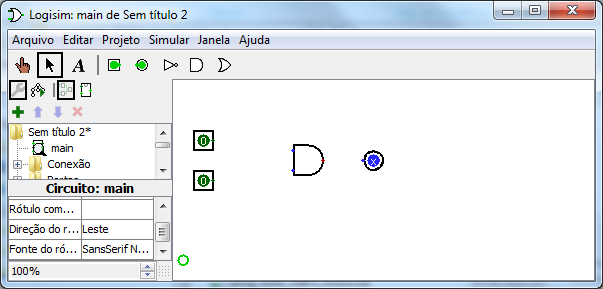 Logisim: main de Sem título 2
Arquivo Editar Projeto Simular Janela Ajuda
A
Sem título 2*
main
Conexão
Circuito: main
Rótulo com...
Direção do r... Leste
Fonte do ró... SansSerif N...
100%
0
0
x